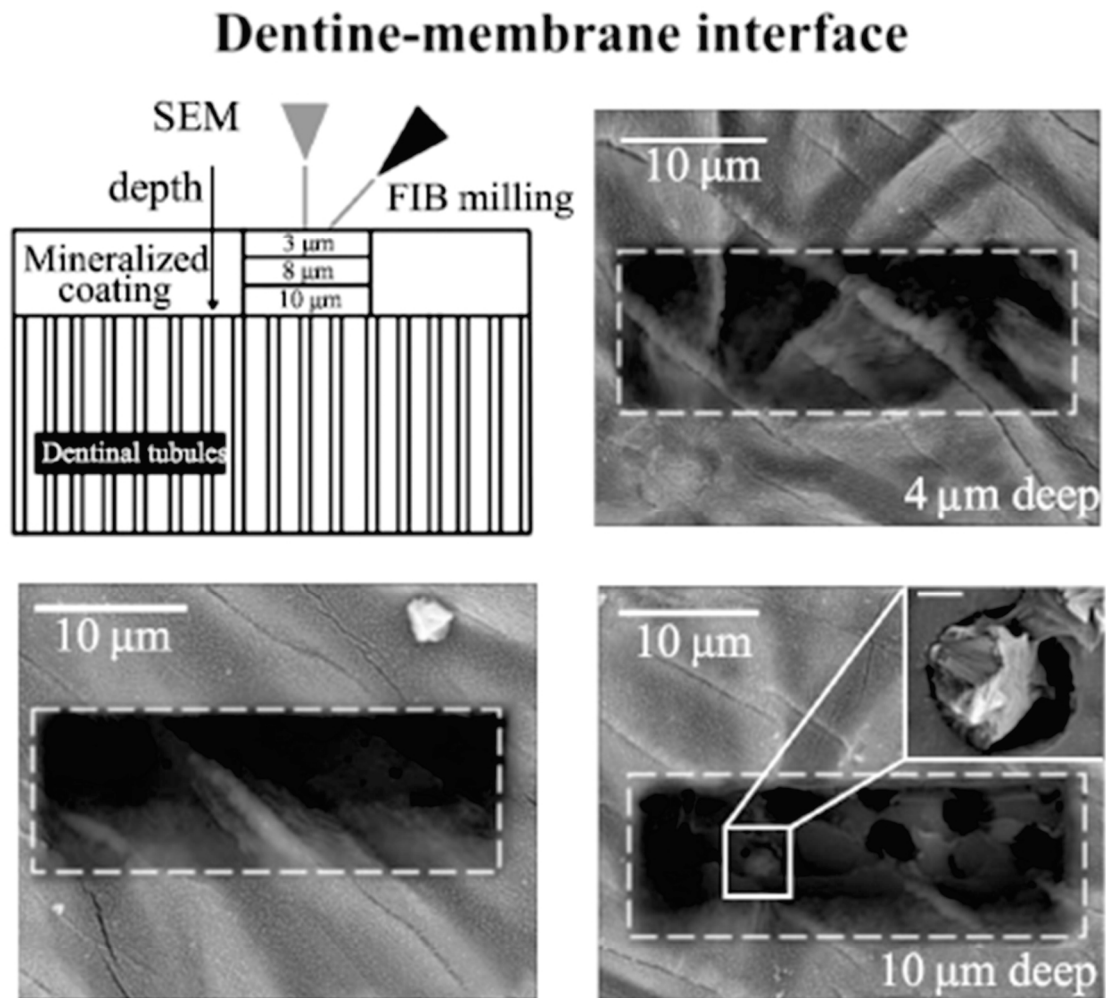 Dentine-membrane interface
SEM
depth
FIB milling
Mineralized
coating
3 μm
8 μm
10 μm
Dentinal tubules
10 μm
4 μm deep
10 μm
10 μm
10 μm deep